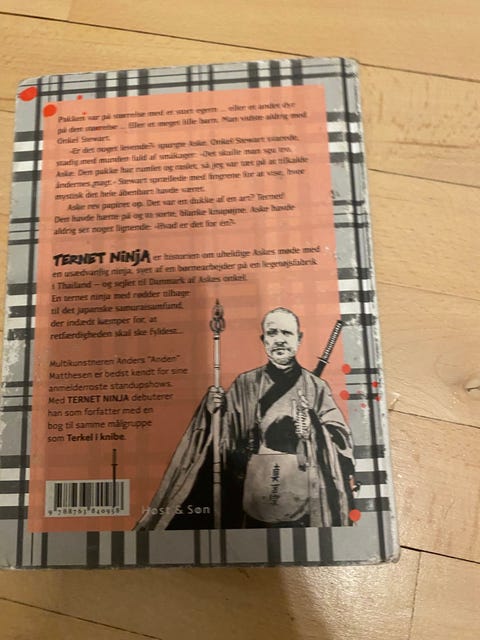 Pakken var på størrelse med et stort egern ... eller et andet dyr
på den størrelse ... Eller et meget lille barn. Man vidste aldrig med
Onkel Stewart.
-Er det noget levende?- spurgte Aske. Onkel Stewart svarede,
stadig med munden fuld af småkager: -Det skulle man spu tro,
Aske. Den pakke har rumlet og raslet, så jeg var tæt på at tilkalde
åndernes magt.- Stewart sprællede med fingrene for at vise, hvor
mystisk det hele åbenbart havde været.
Aske rev papiret op. Det var en dukke af en art? Ternet!
Den havde hætte på og to sorte, blanke knapøjne. Aske havde
aldrig set noget lignende: -Hvad er det for én?-
TERNET NINJA er historien om uheldige Askes møde med
en usædvanlig ninja, syet af en børnearbejder på en legetøjsfabrik
i Thailand – og sejlet til Danmark af Askes onkel.
En ternet ninja med rødder tilbage
til det japanske samuraisamfund,
der indædt kæmper for, at
retfærdigheden skal ske fyldest...
Multikunstneren Anders "Anden"
Matthesen er bedst kendt for sine
anmelderroste standupshows.
Med TERNET NINJA debuterer
han som forfatter med en
bog til samme målgruppe
som Terkel i knibe.
9 788763 840958
Høst & Søn